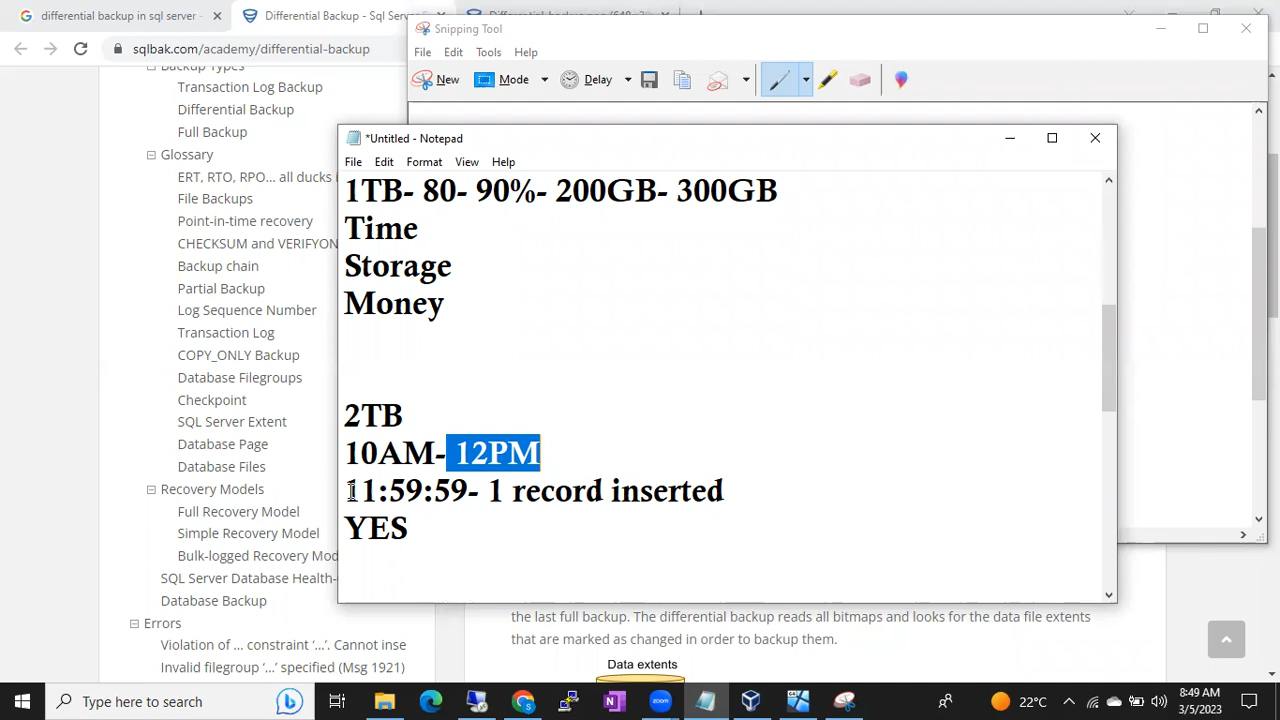 differential backup in sql server -
Differential Backup - Sql Server
sqlbak.com/academy/differential-backup
Snipping Tool
File Edit Tools Help
New Mode Delay
Backup Types
Transaction Log Backup
Differential Backup
Full Backup
Glossary
ERT, RTO, RPO... all ducks i
File Backups
Point-in-time recovery
CHECKSUM and VERIFYON
Backup chain
Partial Backup
Log Sequence Number
Transaction Log
COPY_ONLY Backup
Database Filegroups
Checkpoint
SQL Server Extent
Database Page
Database Files
Recovery Models
Full Recovery Model
Simple Recovery Model
Bulk-logged Recovery Mod
SQL Server Database Health-
Database Backup
Errors
Violation of ... constraint '...'. Cannot inse
Invalid filegroup '...' specified (Msg 1921)
*Untitled - Notepad
File Edit Format View Help
1TB- 80- 90%- 200GB- 300GB
Time
Storage
Money
2TB
10AM- 12PM
11:59:59- 1 record inserted
YES
the last full backup. The differential backup reads all bitmaps and looks for the data file extents
that are marked as changed in order to backup them.
Data extents
Type here to search
zoom
22°C
8:49 AM
3/5/2023